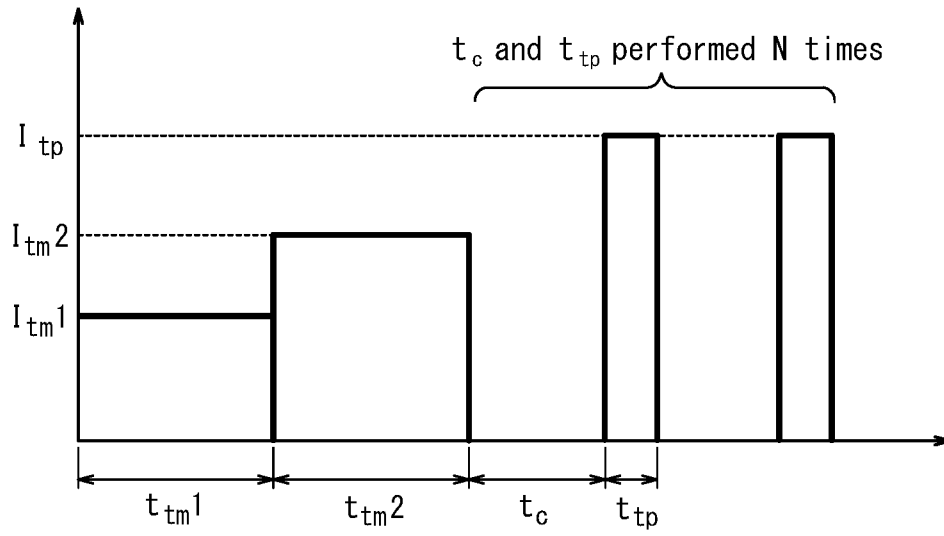 t_c and t_tp performed N times
I_tp
I_tm2
I_tm1
t_tm1
t_tm2
t_c
t_tp